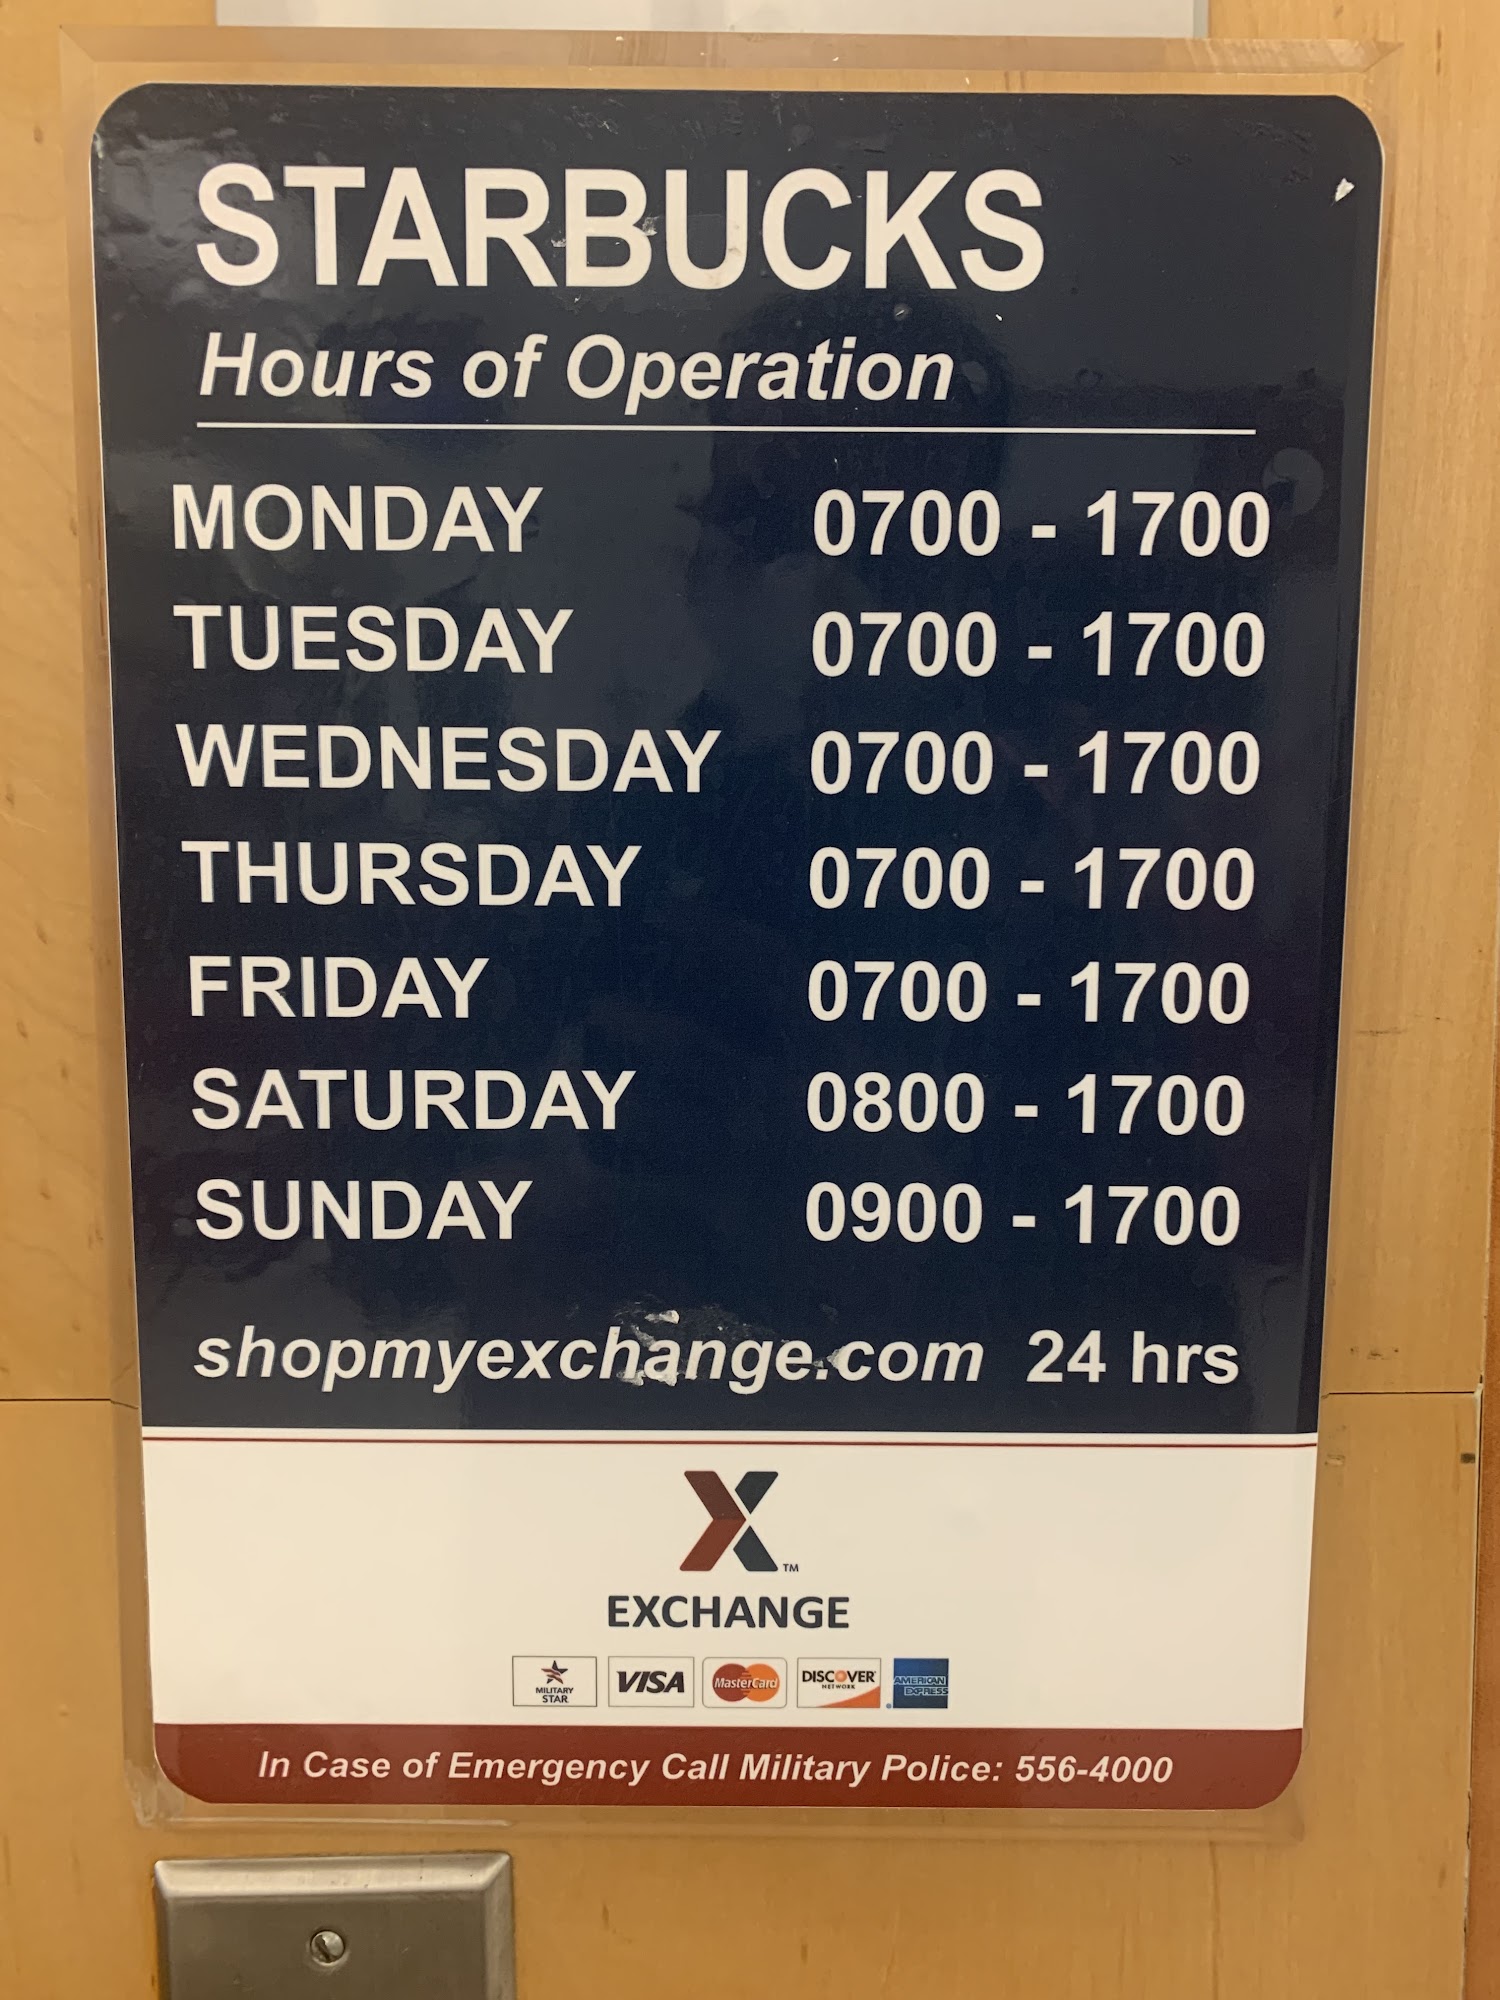 STARBUCKS
Hours of Operation
MONDAY 0700 - 1700
TUESDAY 0700 - 1700
WEDNESDAY 0700 - 1700
THURSDAY 0700 - 1700
FRIDAY 0700 - 1700
SATURDAY 0800 - 1700
SUNDAY 0900 - 1700
shopmyexchange.com 24 hrs
TM
EXCHANGE
MILITARY STAR VISA MasterCard DISCOVER NETWORK AMERICAN EXPRESS
In Case of Emergency Call Military Police: 556-4000